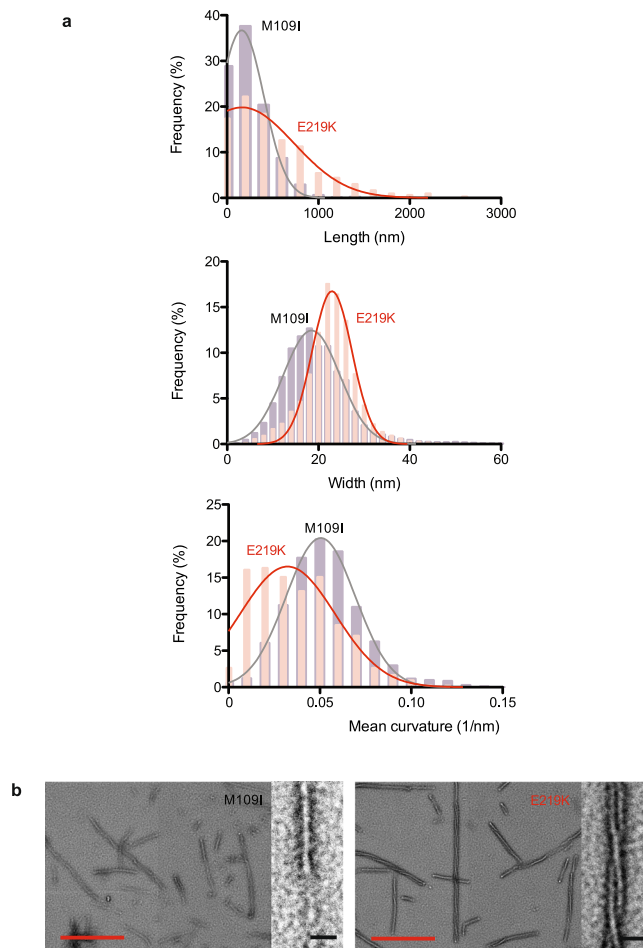 a
40
30
20
10
0
Frequency (%)
M109I
E219K
0 1000 2000 3000
Length (nm)
20
15
10
5
0
Frequency (%)
M109I
E219K
0 20 40 60
Width (nm)
25
20
15
10
5
0
Frequency (%)
M109I
E219K
0 0.05 0.10 0.15
Mean curvature (1/nm)
b
M109I
E219K